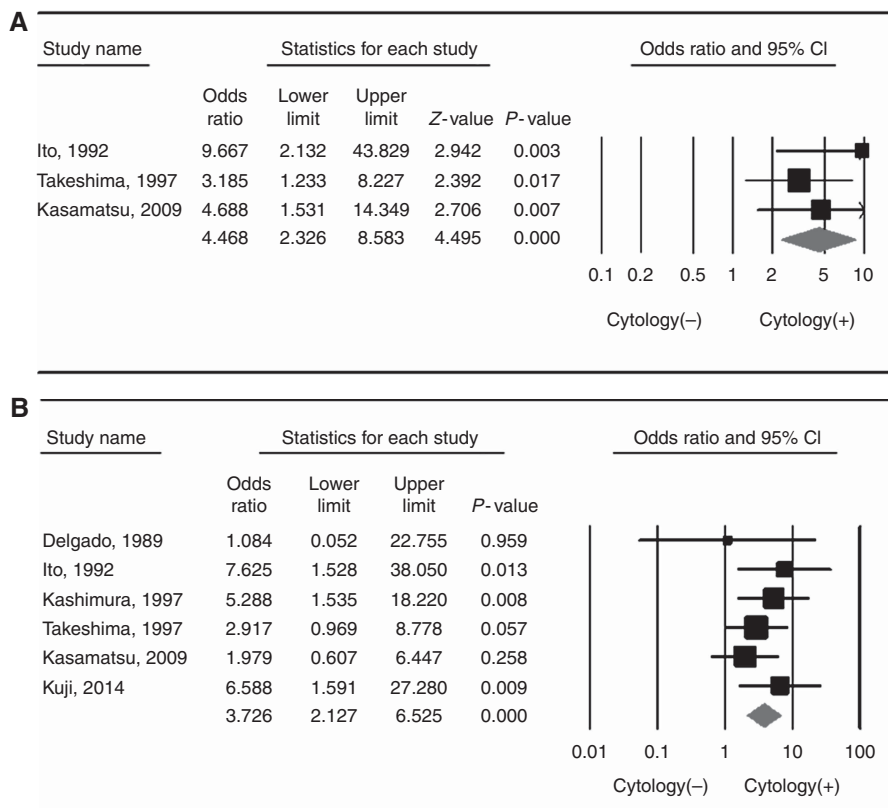 A
Study name Statistics for each study Odds ratio and 95% CI
Odds ratio Lower limit Upper limit Z-value P-value
Ito, 1992 9.667 2.132 43.829 2.942 0.003
Takeshima, 1997 3.185 1.233 8.227 2.392 0.017
Kasamatsu, 2009 4.688 1.531 14.349 2.706 0.007
4.468 2.326 8.583 4.495 0.000
0.1 0.2 0.5 1 2 5 10
Cytology(–) Cytology(+)
B
Study name Statistics for each study Odds ratio and 95% CI
Odds ratio Lower limit Upper limit P-value
Delgado, 1989 1.084 0.052 22.755 0.959
Ito, 1992 7.625 1.528 38.050 0.013
Kashimura, 1997 5.288 1.535 18.220 0.008
Takeshima, 1997 2.917 0.969 8.778 0.057
Kasamatsu, 2009 1.979 0.607 6.447 0.258
Kuji, 2014 6.588 1.591 27.280 0.009
3.726 2.127 6.525 0.000
0.01 0.1 1 10 100
Cytology(–) Cytology(+)